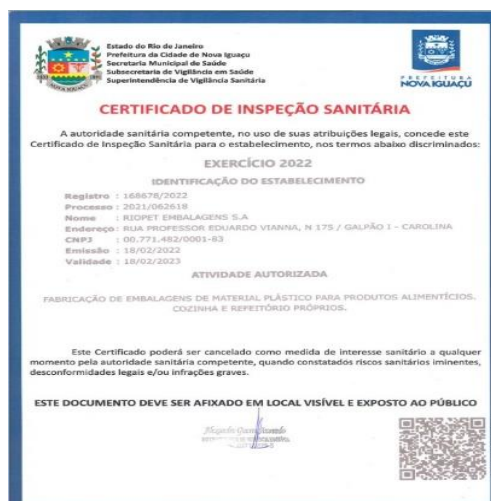 Estado do Rio de Janeiro
Prefeitura da Cidade de Nova Iguaçu
Secretaria Municipal de Saúde
Subsecretaria de Vigilância em Saúde
Superintendência de Vigilância Sanitária
NOVA IGUAÇU
PREFEITURA
NOVA IGUAÇU
CERTIFICADO DE INSPEÇÃO SANITÁRIA
A autoridade sanitária competente, no uso de suas atribuições legais, concede este
Certificado de Inspeção Sanitária para o estabelecimento, nos termos abaixo discriminados:
EXERCÍCIO 2022
IDENTIFICAÇÃO DO ESTABELECIMENTO
Registro : 168678/2022
Processo : 2021/062618
Nome : RIOPET EMBALAGENS S.A
Endereço : RUA PROFESSOR EDUARDO VIANNA, N 175 / GALPÃO I - CAROLINA
CNPJ : 00.771.482/0001-83
Emissão : 18/02/2022
Validade : 18/02/2023
ATIVIDADE AUTORIZADA
FABRICAÇÃO DE EMBALAGENS DE MATERIAL PLÁSTICO PARA PRODUTOS ALIMENTÍCIOS.
COZINHA E REFEITÓRIO PRÓPRIOS.
Este Certificado poderá ser cancelado como medida de interesse sanitário a qualquer
momento pela autoridade sanitária competente, quando constatados riscos sanitários iminentes,
desconformidades legais e/ou infrações graves.
ESTE DOCUMENTO DEVE SER AFIXADO EM LOCAL VISÍVEL E EXPOSTO AO PÚBLICO